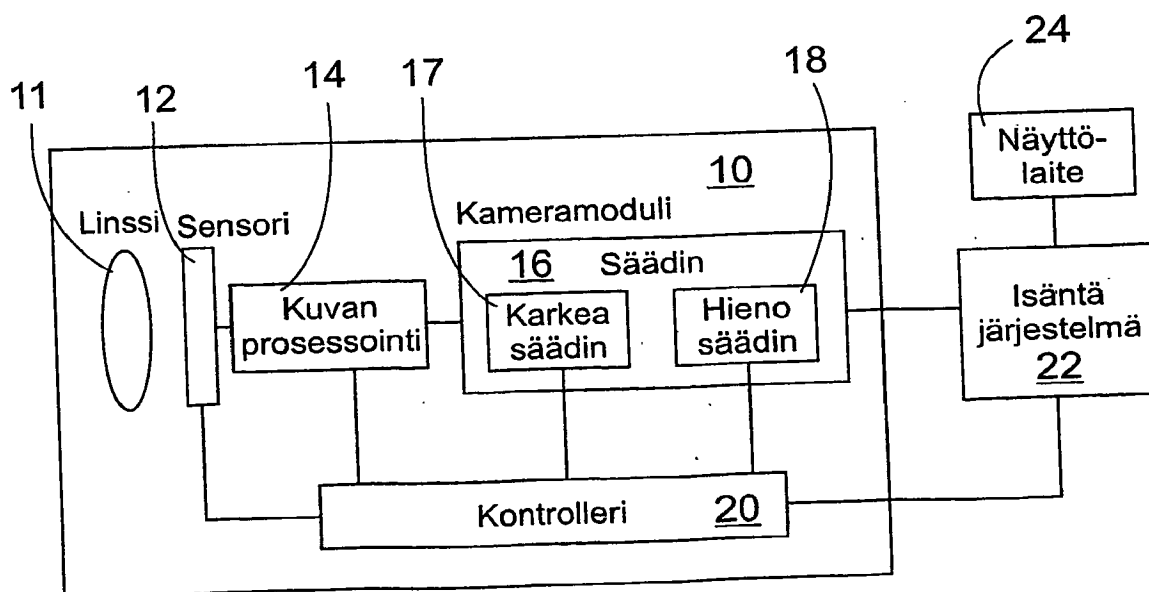 24
17
18
14
12
11
10
Näyttö-
laite
Linssi
Sensori
Kameramoduli
16 Säädin
Kuvan
prosessointi
Karkea
säädin
Hieno
säädin
Isäntä
järjestelmä
22
Kontrolleri 20